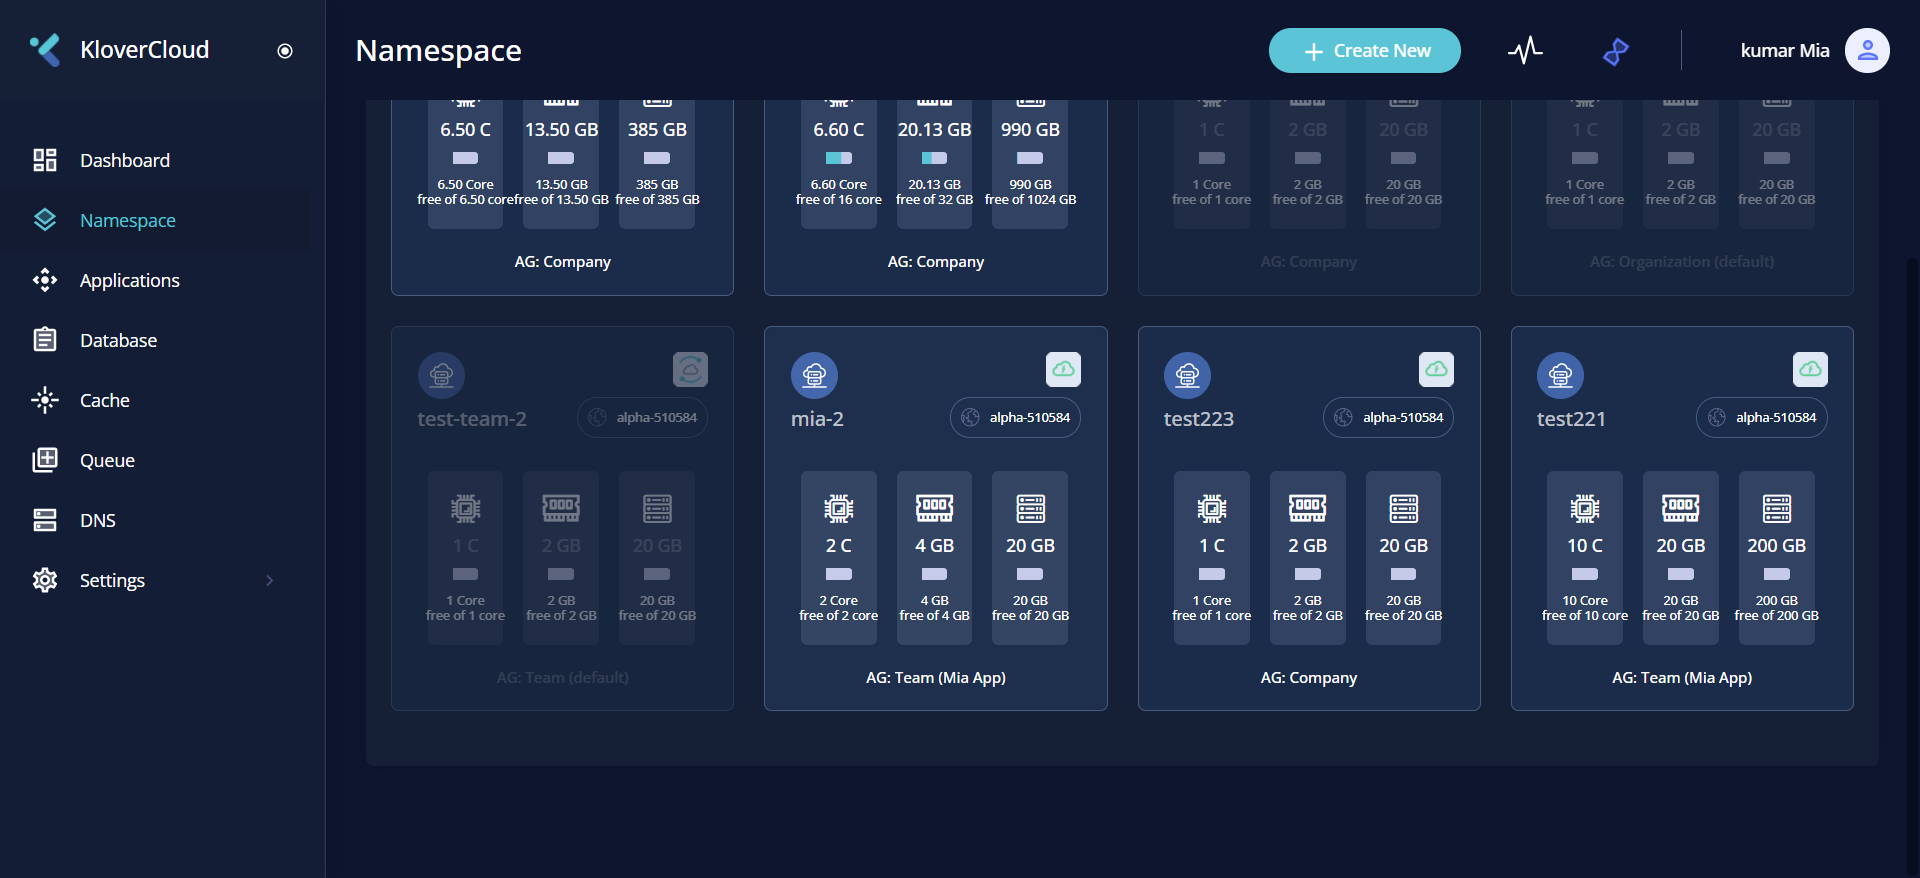 KloverCloud
Namespace
Create New
kumar Mia
Dashboard
Namespace
Applications
Database
Cache
Queue
DNS
Settings
6.50 C
13.50 GB
385 GB
6.50 Core
free of 6.50 core
13.50 GB
free of 13.50 GB
385 GB
free of 385 GB
AG: Company
6.60 C
20.13 GB
990 GB
6.60 Core
free of 16 core
20.13 GB
free of 32 GB
990 GB
free of 1024 GB
AG: Company
1 C
2 GB
20 GB
1 Core
free of 1 core
2 GB
free of 2 GB
20 GB
free of 20 GB
AG: Company
1 C
2 GB
20 GB
1 Core
free of 1 core
2 GB
free of 2 GB
20 GB
free of 20 GB
AG: Organization (default)
test-team-2
alpha-510584
1 C
2 GB
20 GB
1 Core
free of 1 core
2 GB
free of 2 GB
20 GB
free of 20 GB
AG: Team (default)
mia-2
alpha-510584
2 C
4 GB
20 GB
2 Core
free of 2 core
4 GB
free of 4 GB
20 GB
free of 20 GB
AG: Team (Mia App)
test223
alpha-510584
1 C
2 GB
20 GB
1 Core
free of 1 core
2 GB
free of 2 GB
20 GB
free of 20 GB
AG: Company
test221
alpha-510584
10 C
20 GB
200 GB
10 Core
free of 10 core
20 GB
free of 20 GB
200 GB
free of 200 GB
AG: Team (Mia App)